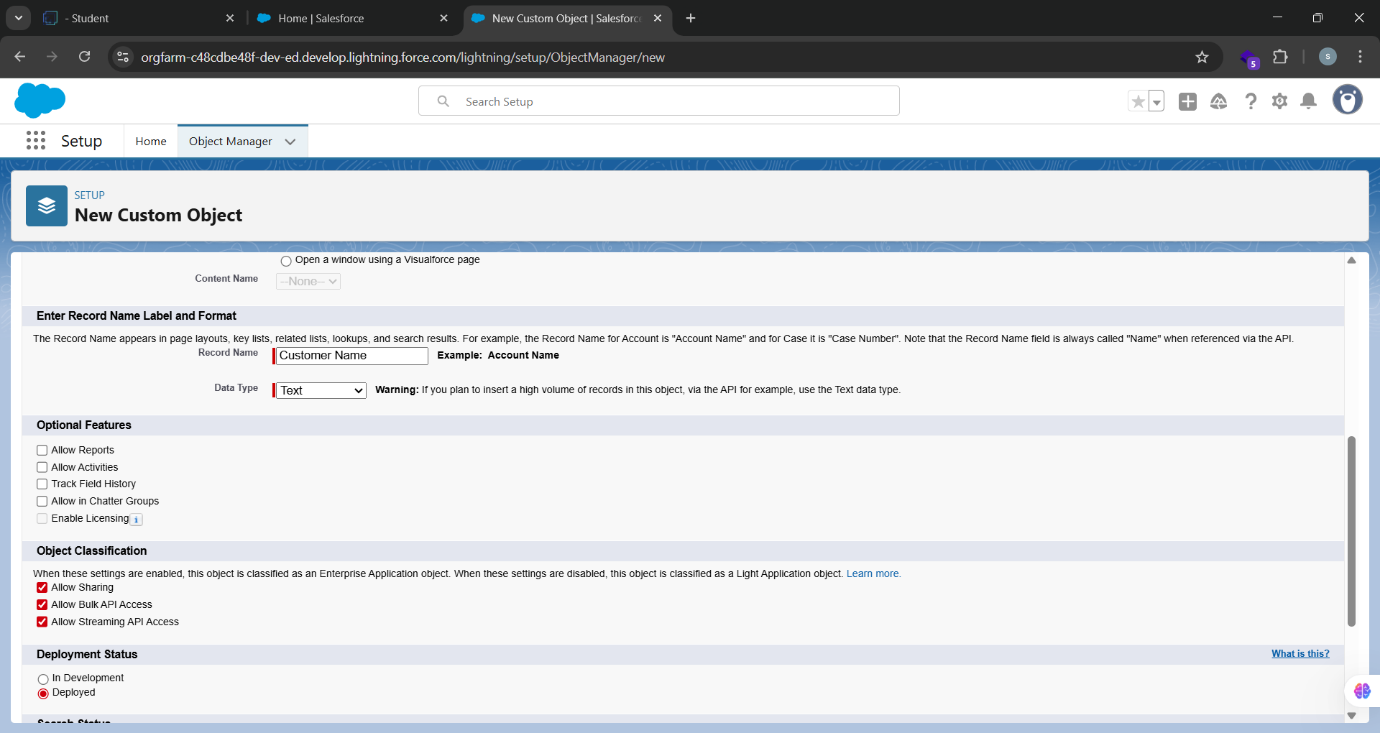 - Student
Home | Salesforce
New Custom Object | Salesforc
orgfarm-c48cdbe48f-dev-ed.develop.lightning.force.com/lightning/setup/ObjectManager/new
5
S
Search Setup
Setup
Home
Object Manager
SETUP
New Custom Object
Open a window using a Visualforce page
Content Name
--None--
Enter Record Name Label and Format
The Record Name appears in page layouts, key lists, related lists, lookups, and search results. For example, the Record Name for Account is "Account Name" and for Case it is "Case Number". Note that the Record Name field is always called "Name" when referenced via the API.
Record Name Customer Name Example: Account Name
Data Type Text Warning: If you plan to insert a high volume of records in this object, via the API for example, use the Text data type.
Optional Features
Allow Reports
Allow Activities
Track Field History
Allow in Chatter Groups
Enable Licensing i
Object Classification
When these settings are enabled, this object is classified as an Enterprise Application object. When these settings are disabled, this object is classified as a Light Application object. Learn more.
Allow Sharing
Allow Bulk API Access
Allow Streaming API Access
Deployment Status What is this?
In Development
Deployed
Search Status